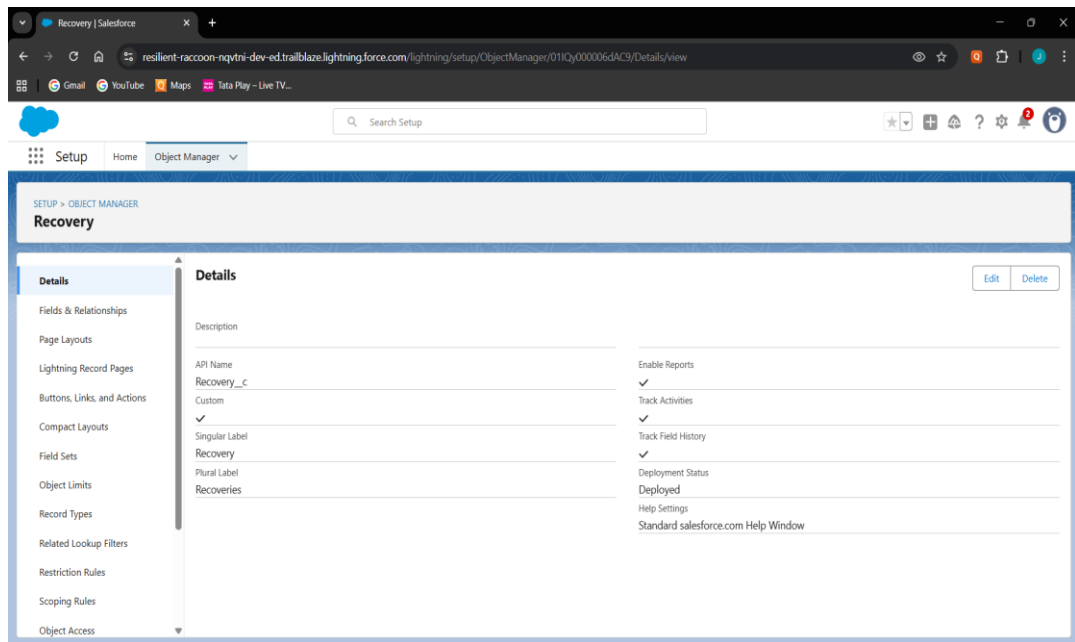 Recovery | Salesforce
resilient-raccoon-nqvtni-dev-ed.trailblaze.lightning.force.com/lightning/setup/ObjectManager/01IQy000006dAC9/Details/view
Gmail YouTube Maps Tata Play – Live TV...
Search Setup
2
Setup Home Object Manager
SETUP > OBJECT MANAGER
Recovery
Details
Fields & Relationships
Page Layouts
Lightning Record Pages
Buttons, Links, and Actions
Compact Layouts
Field Sets
Object Limits
Record Types
Related Lookup Filters
Restriction Rules
Scoping Rules
Object Access
Details
Edit Delete
Description
API Name
Recovery__c
Custom
Singular Label
Recovery
Plural Label
Recoveries
Enable Reports
Track Activities
Track Field History
Deployment Status
Deployed
Help Settings
Standard salesforce.com Help Window